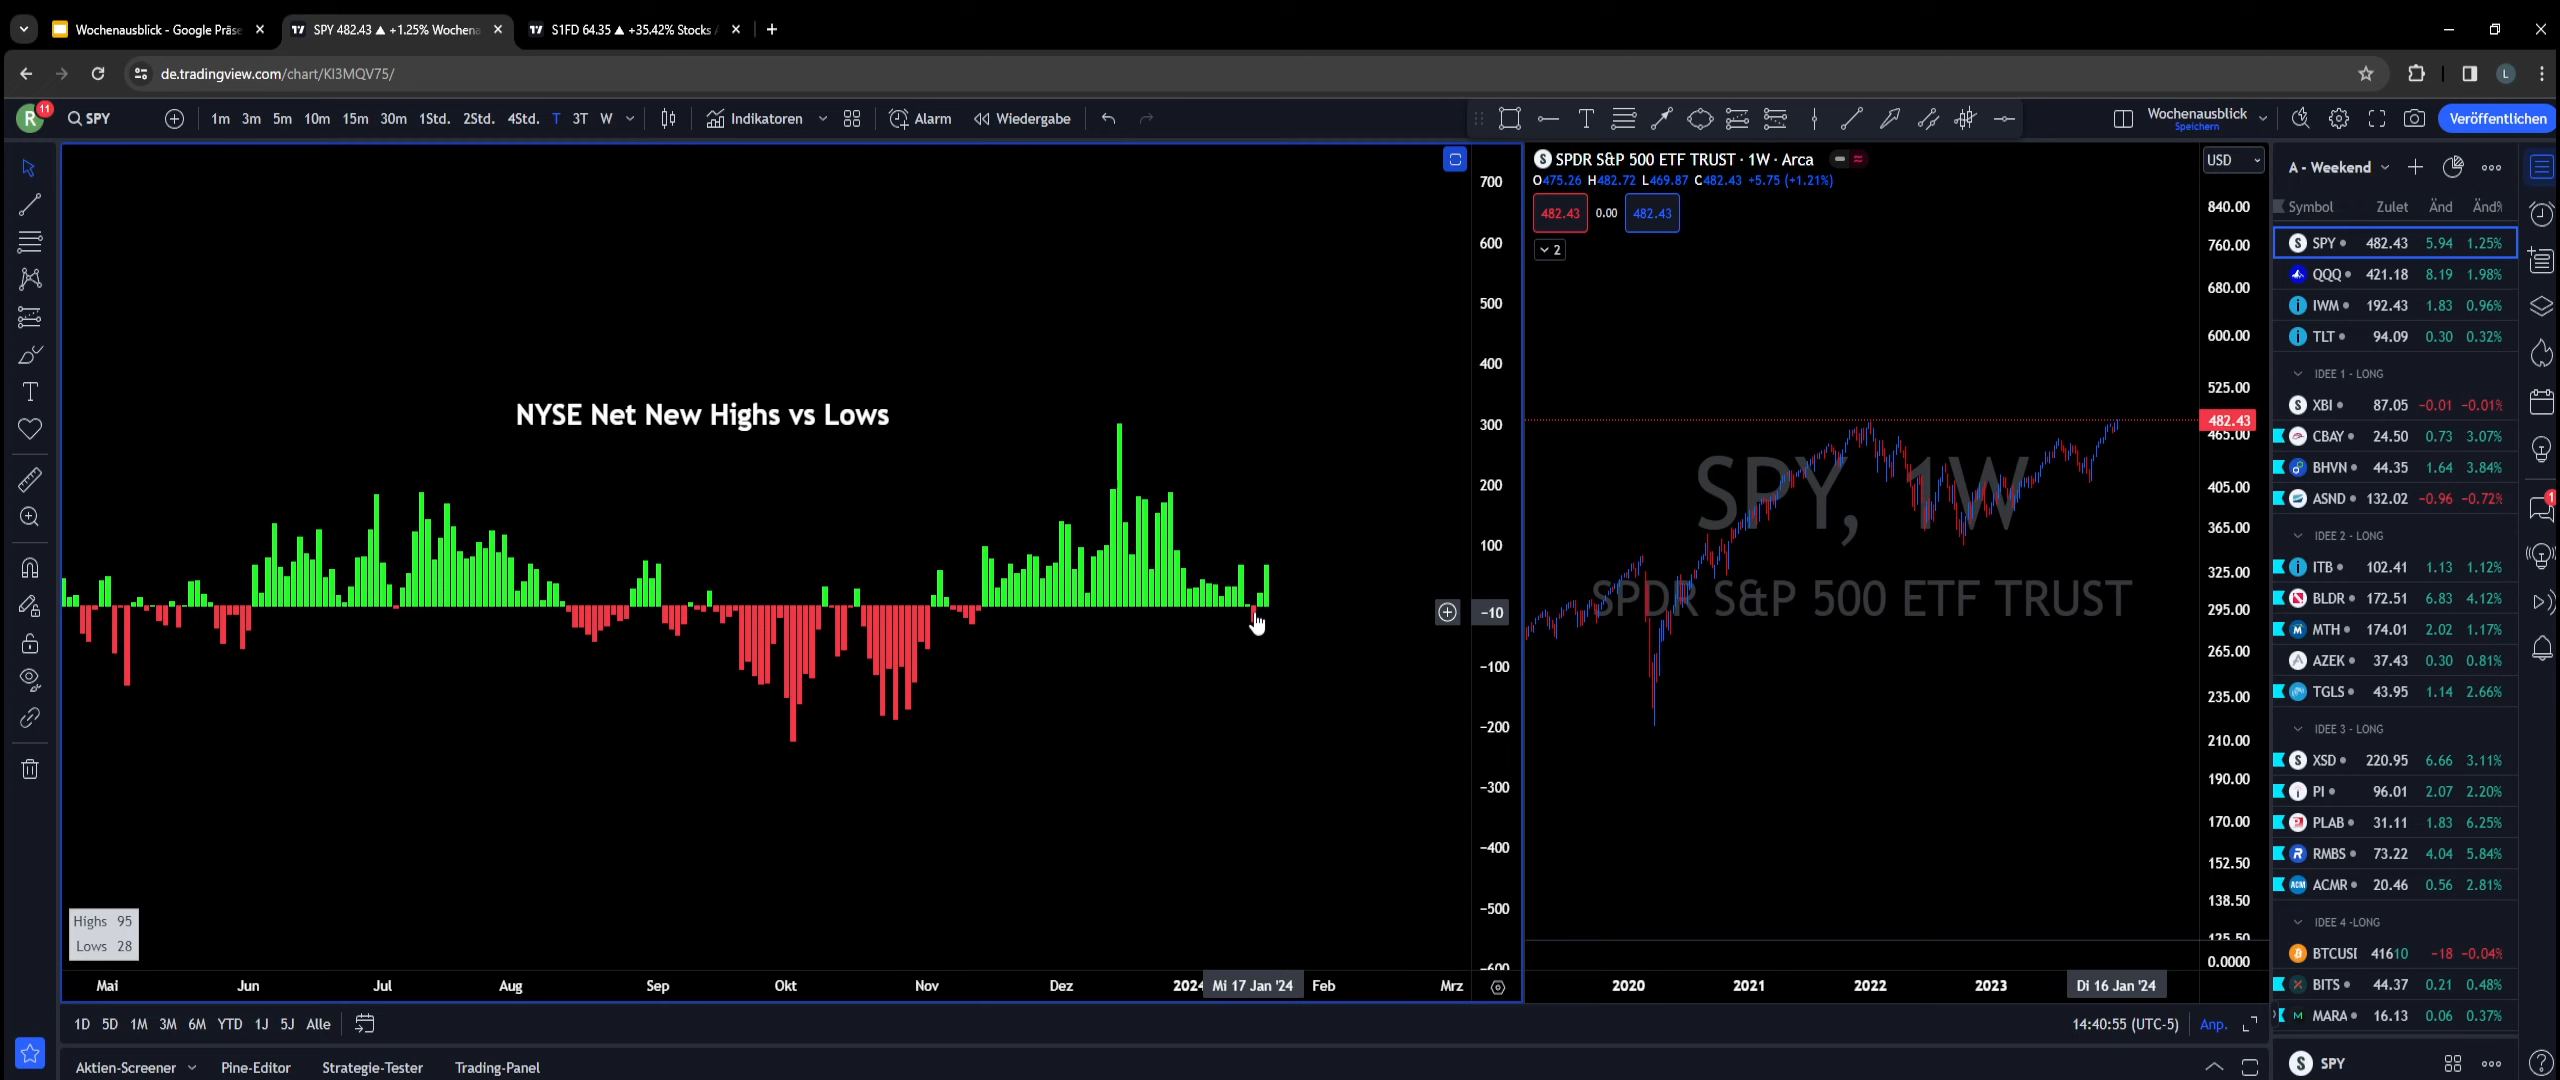 Wochenausblick - Google Präse
SPY 482.43 ▲ +1.25% Wochena
S1FD 64.35 ▲ +35.42% Stocks
de.tradingview.com/chart/KI3MQV75/
L
R 11 SPY 1m 3m 5m 10m 15m 30m 1Std. 2Std. 4Std. T 3T W Indikatoren Alarm Wiedergabe
Wochenausblick
Speichern
Veröffentlichen
NYSE Net New Highs vs Lows
700
600
500
400
300
200
100
−10
−100
−200
−300
−400
−500
−600
Highs 95
Lows 28
Mai Jun Jul Aug Sep Okt Nov Dez 2024 Mi 17 Jan '24 Feb Mrz
SPDR S&P 500 ETF TRUST · 1W · Arca
O475.26 H482.72 L469.87 C482.43 +5.75 (+1.21%)
482.43 0.00 482.43
2
SPY, 1W
SPDR S&P 500 ETF TRUST
USD
840.00
760.00
680.00
600.00
525.00
482.43
465.00
405.00
365.00
325.00
295.00
265.00
235.00
210.00
190.00
170.00
152.50
138.50
125.50
0.0000
2020 2021 2022 2023 Di 16 Jan '24
A - Weekend
Symbol Zulet Änd Änd%
SPY 482.43 5.94 1.25%
QQQ 421.18 8.19 1.98%
IWM 192.43 1.83 0.96%
TLT 94.09 0.30 0.32%
IDEE 1 - LONG
XBI 87.05 −0.01 −0.01%
CBAY 24.50 0.73 3.07%
BHVN 44.35 1.64 3.84%
ASND 132.02 −0.96 −0.72%
IDEE 2 - LONG
ITB 102.41 1.13 1.12%
BLDR 172.51 6.83 4.12%
MTH 174.01 2.02 1.17%
AZEK 37.43 0.30 0.81%
TGLS 43.95 1.14 2.66%
IDEE 3 - LONG
XSD 220.95 6.66 3.11%
PI 96.01 2.07 2.20%
PLAB 31.11 1.83 6.25%
RMBS 73.22 4.04 5.84%
ACMR 20.46 0.56 2.81%
IDEE 4 -LONG
BTCUSI 41610 −18 −0.04%
BITS 44.37 0.21 0.48%
MARA 16.13 0.06 0.37%
SPY
1D 5D 1M 3M 6M YTD 1J 5J Alle
14:40:55 (UTC-5) Anp.
Aktien-Screener Pine-Editor Strategie-Tester Trading-Panel